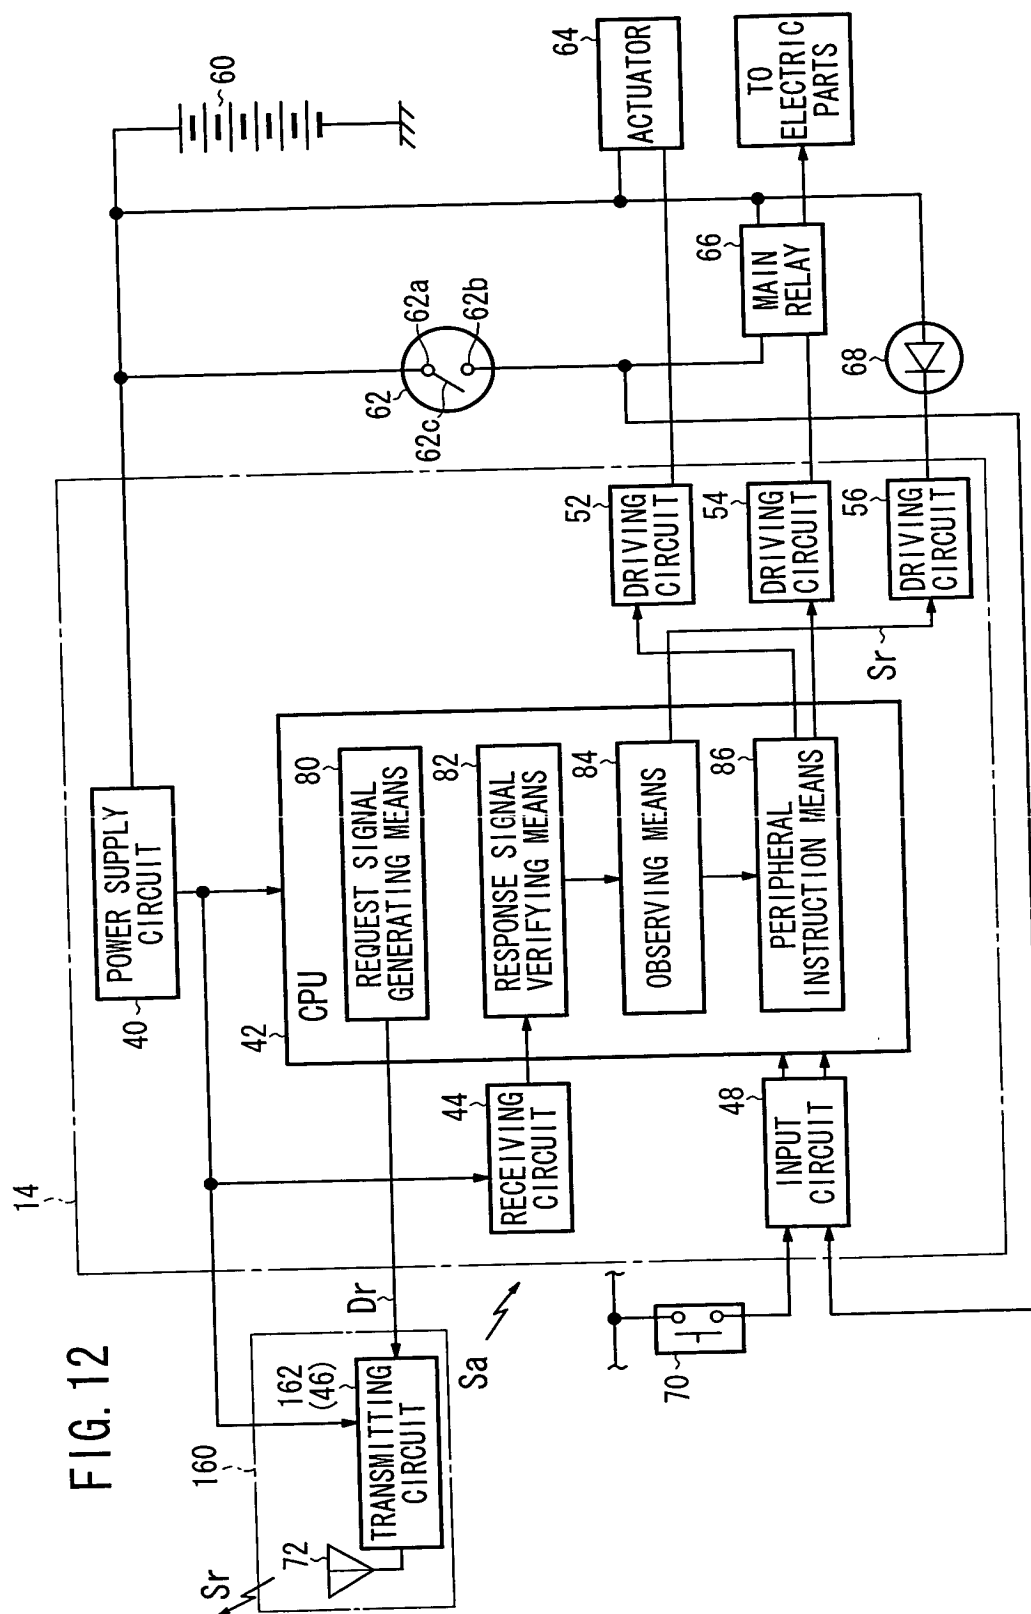 FIG. 12
14
40
POWER SUPPLY
CIRCUIT
60
160
Sr
72
162
(46)
TRANSMITTING
CIRCUIT
Dr
42
CPU
80
REQUEST SIGNAL
GENERATING MEANS
62
62a
62b
62c
Sa
44
RECEIVING
CIRCUIT
82
RESPONSE SIGNAL
VERIFYING MEANS
84
OBSERVING MEANS
52
DRIVING
CIRCUIT
64
ACTUATOR
70
48
INPUT
CIRCUIT
86
PERIPHERAL
INSTRUCTION MEANS
54
DRIVING
CIRCUIT
66
MAIN
RELAY
TO
ELECTRIC
PARTS
Sr
56
DRIVING
CIRCUIT
68